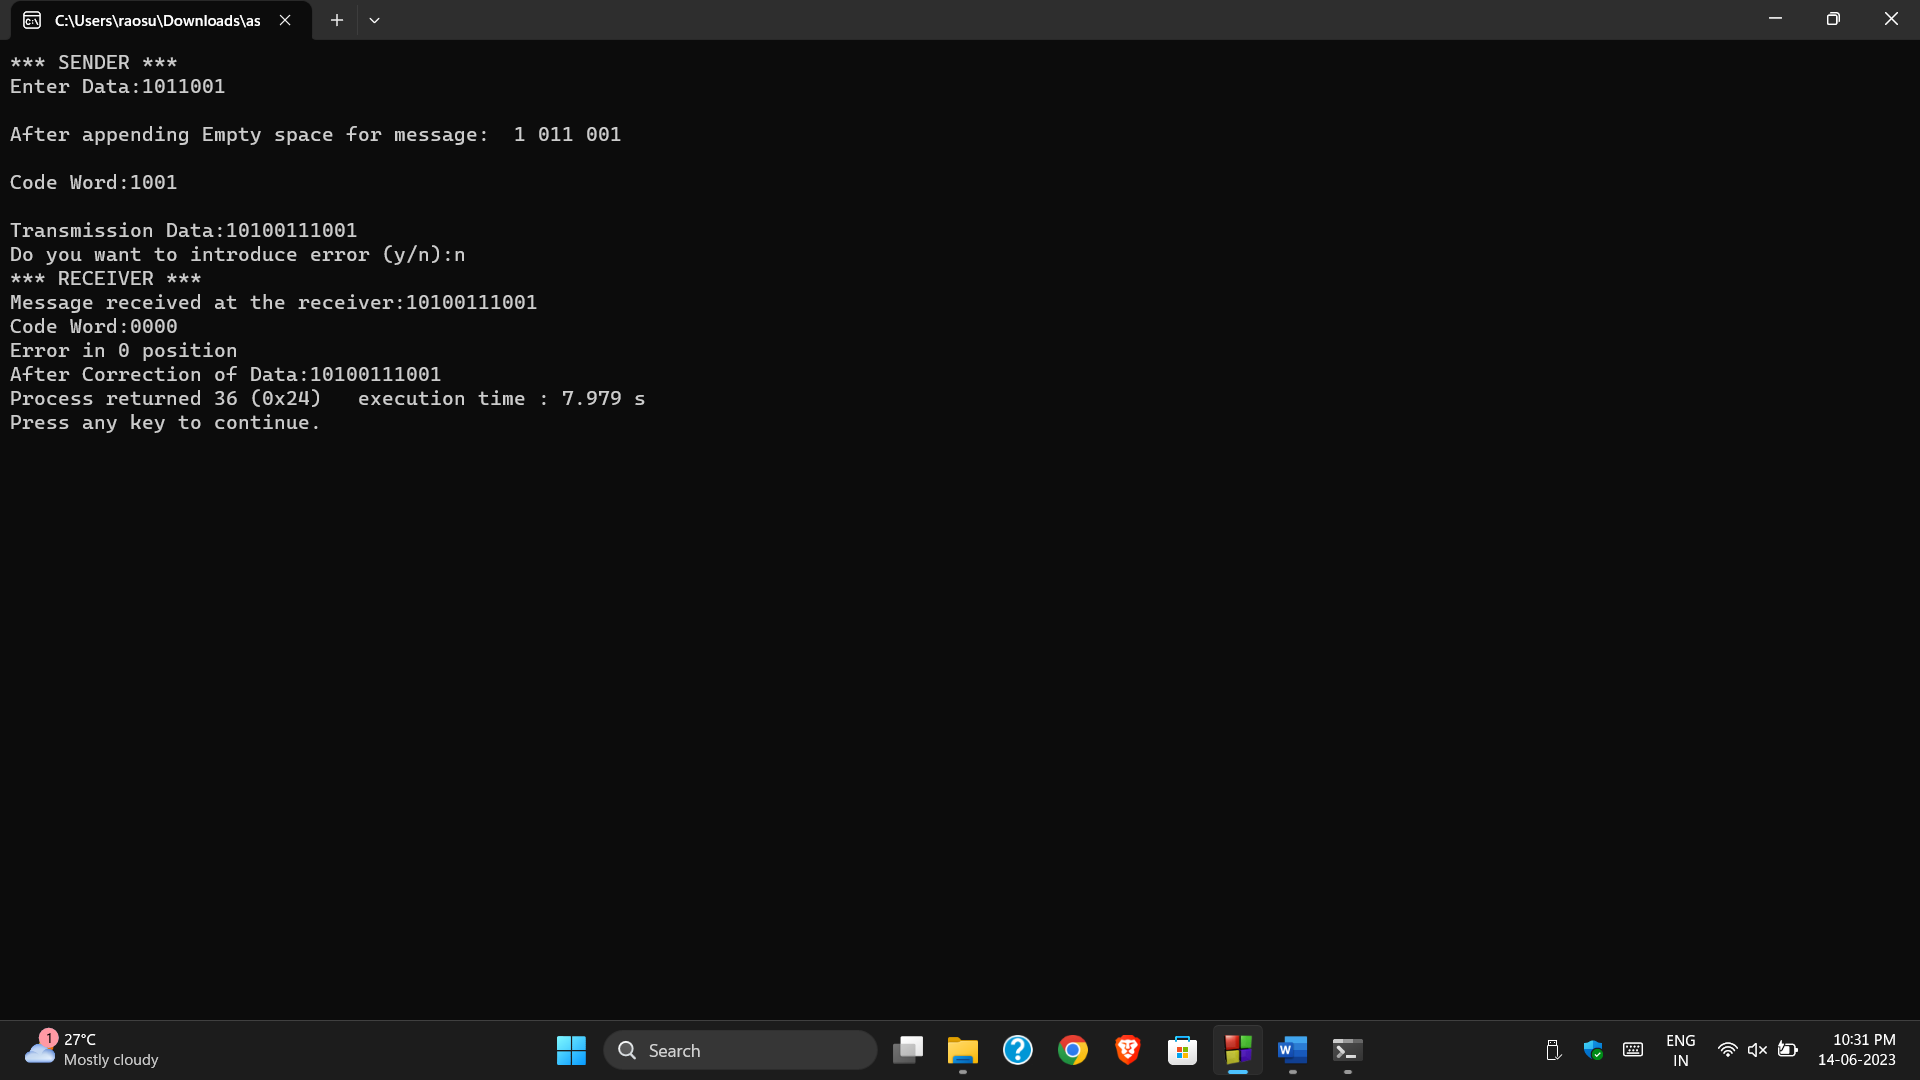 C:\Users\raosu\Downloads\as
*** SENDER ***
Enter Data:1011001
After appending Empty space for message:  1 011 001
Code Word:1001
Transmission Data:10100111001
Do you want to introduce error (y/n):n
*** RECEIVER ***
Message received at the receiver:10100111001
Code Word:0000
Error in 0 position
After Correction of Data:10100111001
Process returned 36 (0x24)   execution time : 7.979 s
Press any key to continue.
1
27°C
Mostly cloudy
Search
ENG
IN
10:31 PM
14-06-2023